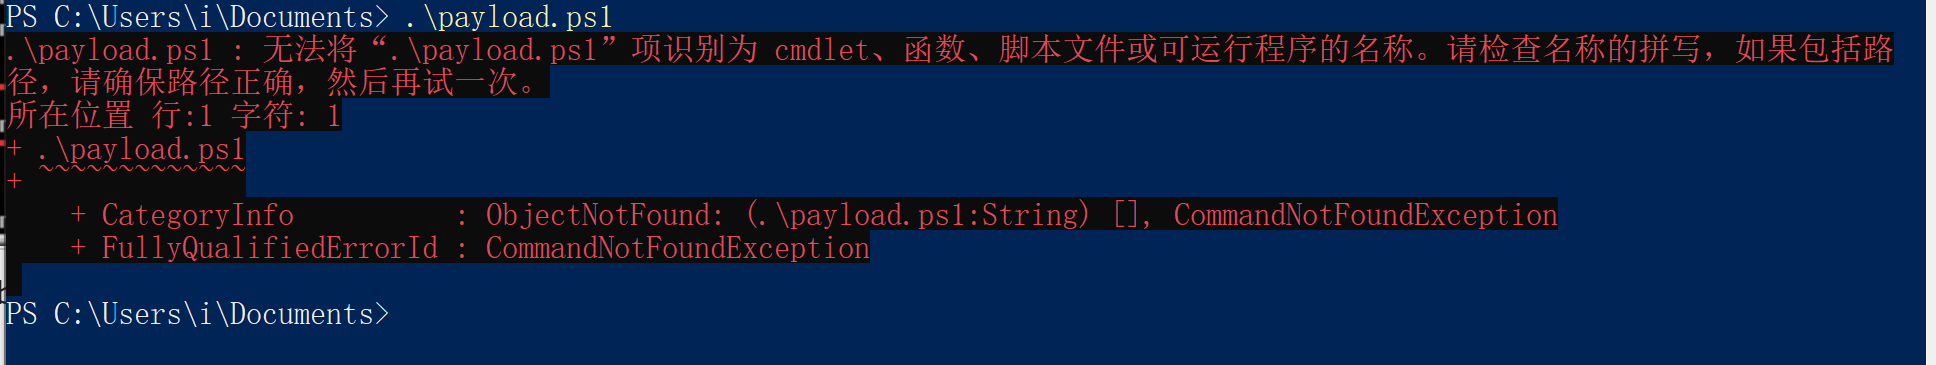 PS C:\Users\i\Documents> .\payload.ps1
.\payload.ps1 : 无法将“.\payload.ps1”项识别为 cmdlet、函数、脚本文件或可运行程序的名称。请检查名称的拼写，如果包括路
径，请确保路径正确，然后再试一次。
所在位置 行:1 字符: 1
+ .\payload.ps1
+ ~~~~~~~~~~~~~
    + CategoryInfo          : ObjectNotFound: (.\payload.ps1:String) [], CommandNotFoundException
    + FullyQualifiedErrorId : CommandNotFoundException
PS C:\Users\i\Documents>